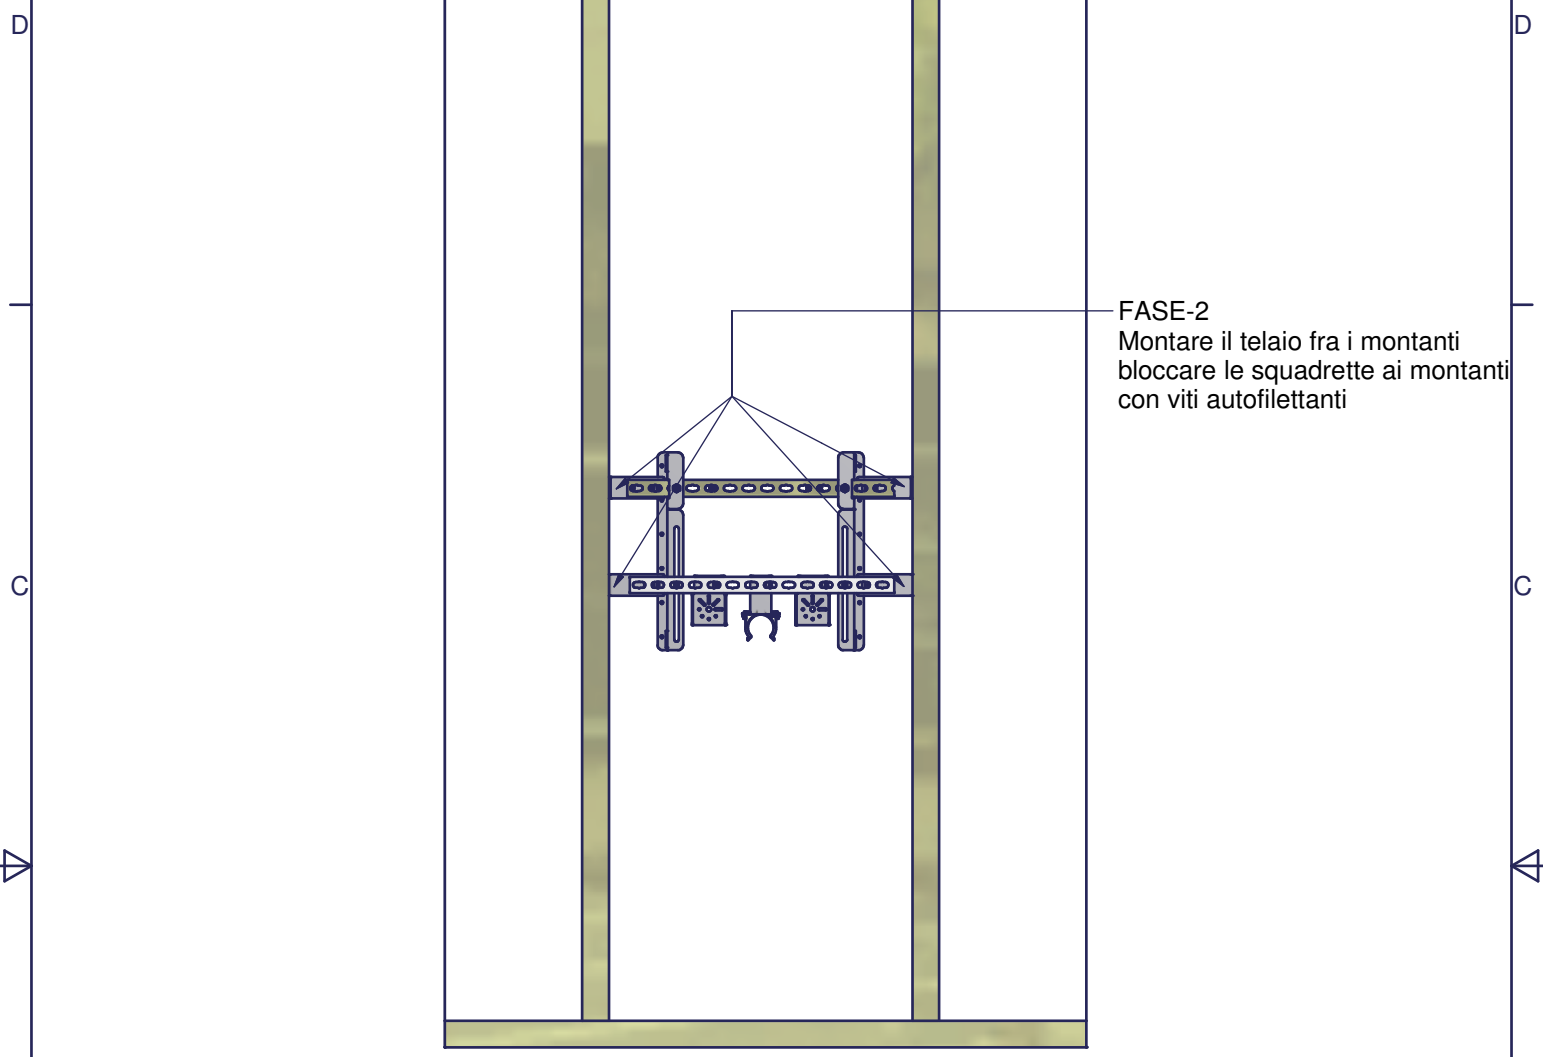 D
D
FASE-2
Montare il telaio fra i montanti
bloccare le squadrette ai montanti
con viti autofilettanti
C
C